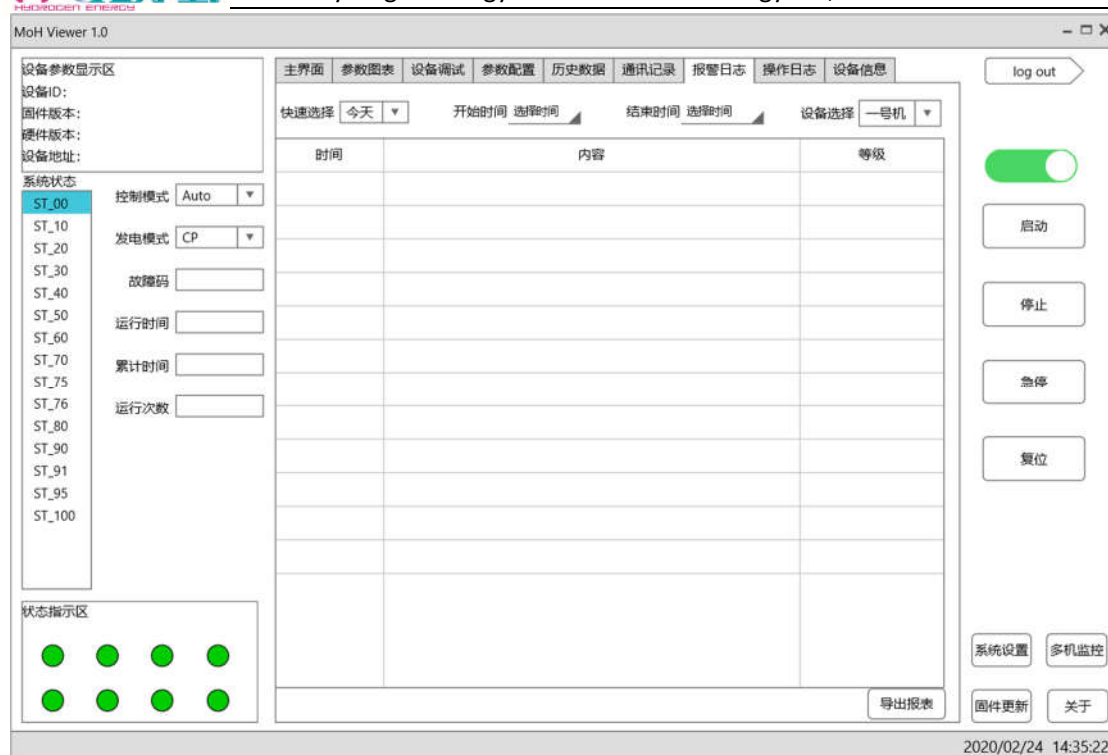 HYDROGEN ENERGY
MoH Viewer 1.0
设备参数显示区
设备ID：
固件版本：
硬件版本：
设备地址：
系统状态
ST_00
ST_10
ST_20
ST_30
ST_40
ST_50
ST_60
ST_70
ST_75
ST_76
ST_80
ST_90
ST_91
ST_95
ST_100
控制模式 Auto
发电模式 CP
故障码
运行时间
累计时间
运行次数
状态指示区
主界面 参数图表 设备调试 参数配置 历史数据 通讯记录 报警日志 操作日志 设备信息
快速选择 今天 开始时间 选择时间 结束时间 选择时间 设备选择 一号机
时间 内容 等级
导出报表
log out
启动
停止
急停
复位
系统设置 多机监控
固件更新 关于
2020/02/24 14:35:22